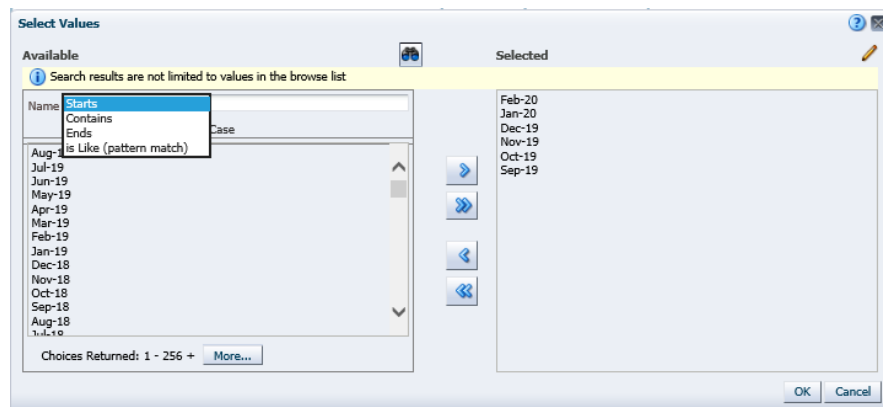 Select Values
Available
Selected
Search results are not limited to values in the browse list
Name
Starts
Contains
Ends
is Like (pattern match)
Case
Jul-19
Jun-19
May-19
Apr-19
Mar-19
Feb-19
Jan-19
Dec-18
Nov-18
Oct-18
Sep-18
Aug-18
Jul-18
Choices Returned: 1 - 256 +
More...
Feb-20
Jan-20
Dec-19
Nov-19
Oct-19
Sep-19
OK
Cancel